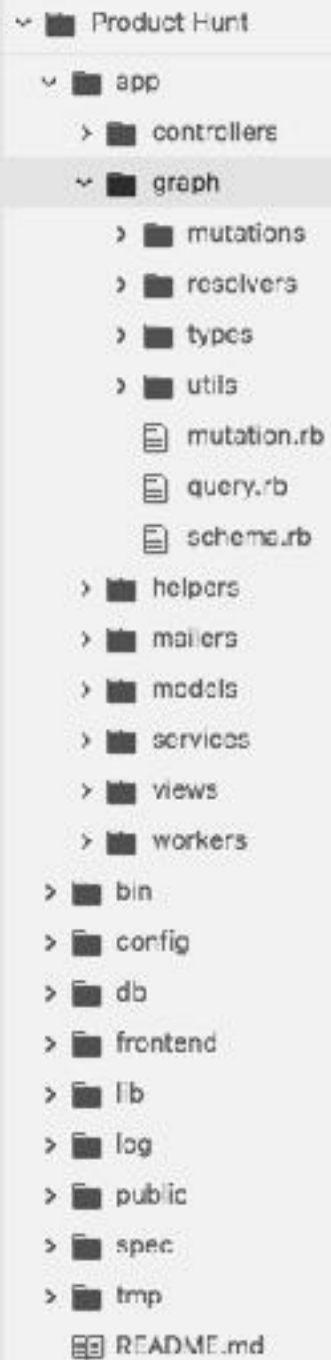 Product Hunt
app
controllers
graph
mutations
resolvers
types
utils
mutation.rb
query.rb
schema.rb
helpers
mailers
models
services
views
workers
bin
config
db
frontend
lib
log
public
spec
tmp
README.md